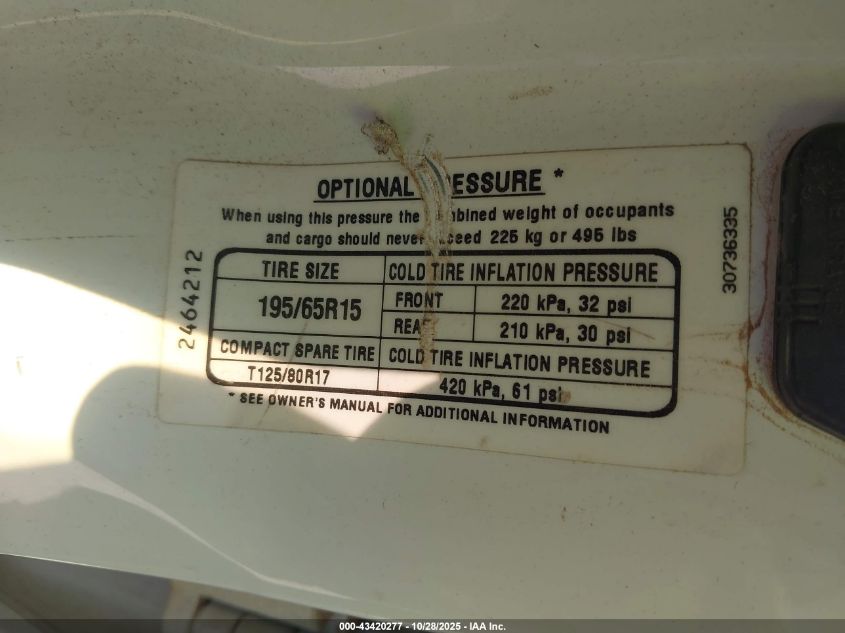 OPTIONAL ESSURE *
When using this pressure the mbined weight of occupants
and cargo should never ceed 225 kg or 495 lbs
TIRE SIZE COLD TIRE INFLATION PRESSURE
195/65R15 FRONT 220 kPa, 32 psi
REAR 210 kPa, 30 psi
COMPACT SPARE TIRE COLD TIRE INFLATION PRESSURE
T125/80R17 420 kPa, 61 psi
* SEE OWNER'S MANUAL FOR ADDITIONAL INFORMATION
2464212
30736335
000-43420277 - 10/28/2025 - IAA Inc.